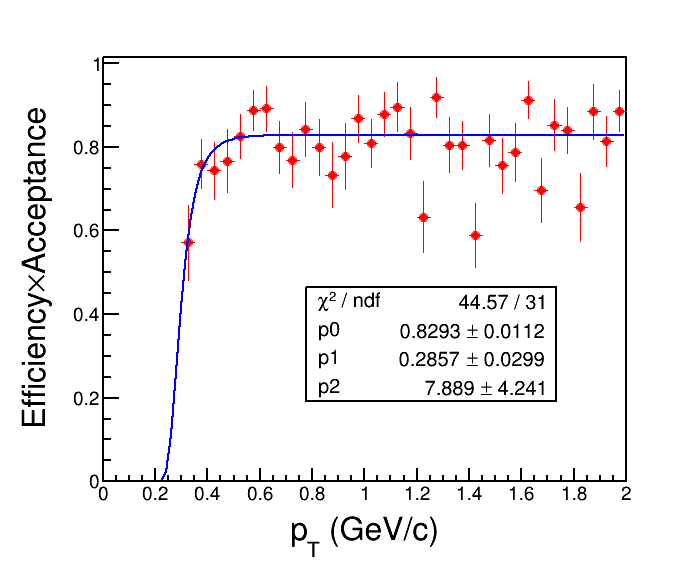 Efficiency×Acceptance
1
0.8
0.6
0.4
0.2
0
χ² / ndf 44.57 / 31
p0 0.8293 ± 0.0112
p1 0.2857 ± 0.0299
p2 7.889 ± 4.241
0 0.2 0.4 0.6 0.8 1 1.2 1.4 1.6 1.8 2
p_T (GeV/c)